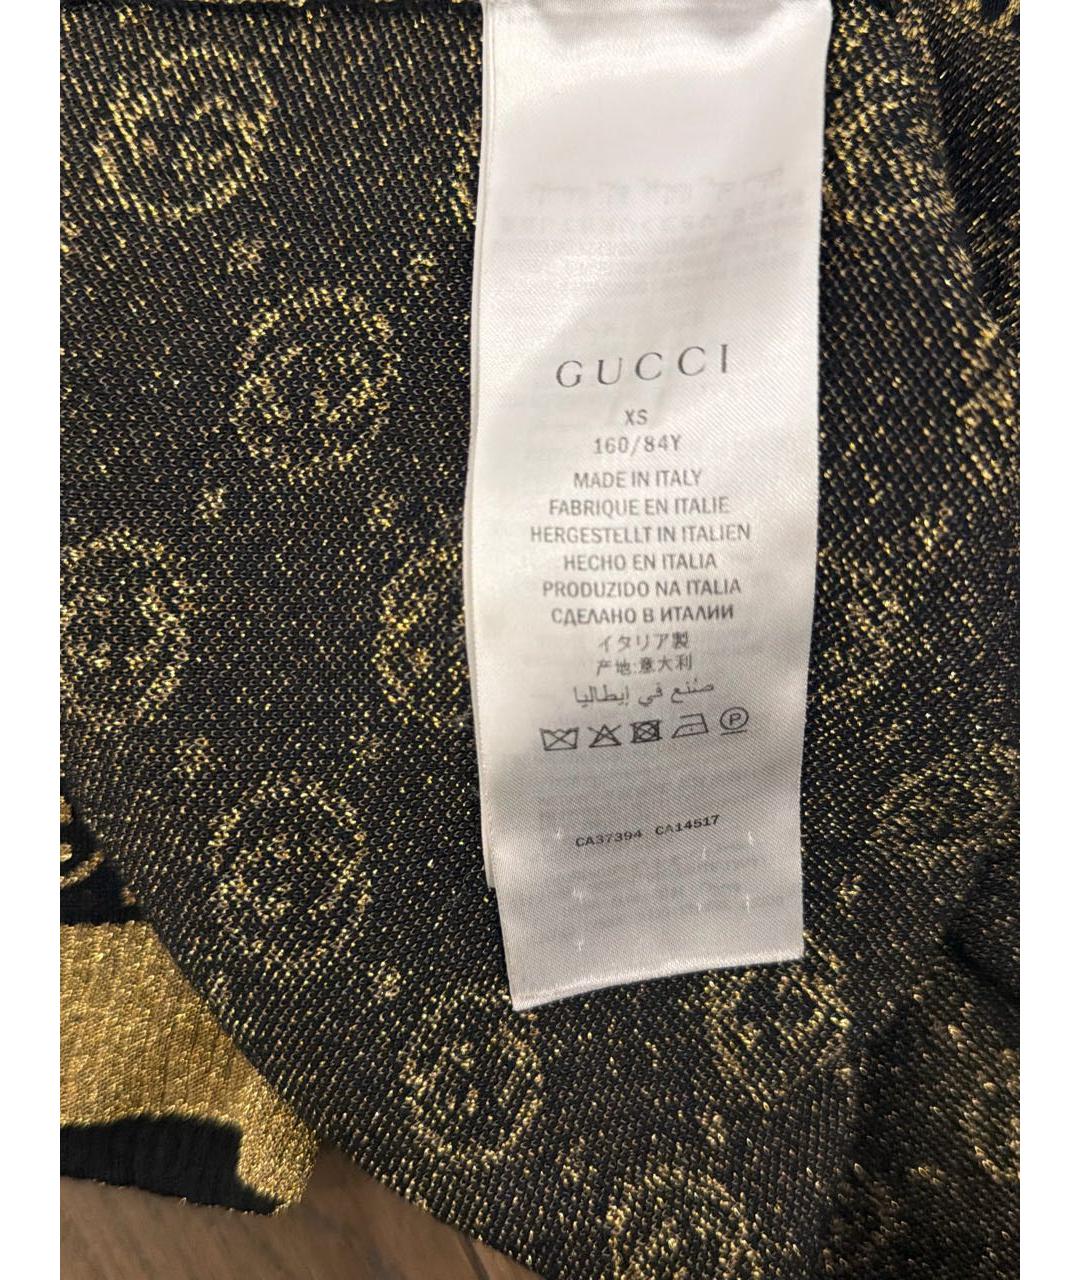 GUCCI
XS
160/84Y
MADE IN ITALY
FABRIQUE EN ITALIE
HERGESTELLT IN ITALIEN
HECHO EN ITALIA
PRODUZIDO NA ITALIA
СДЕЛАНО В ИТАЛИИ
イタリア製
产地:意大利
صُنع في إيطاليا
P
CA37394 CA14517